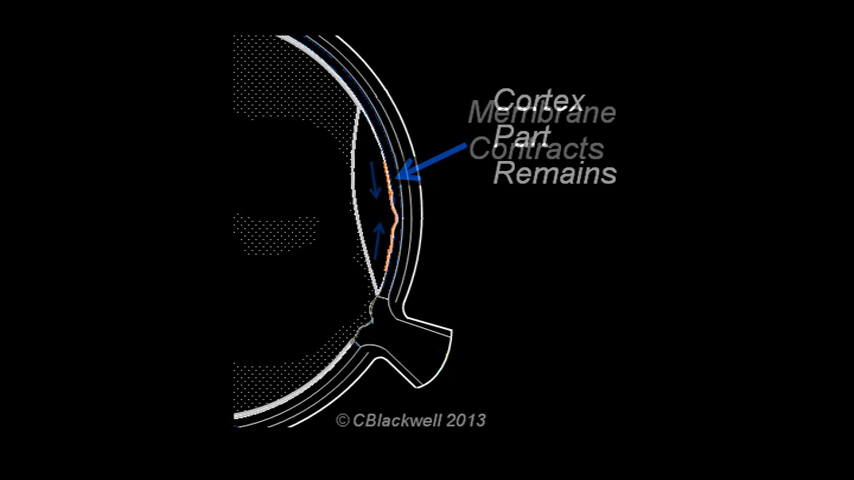 Cortex
Membrane
Part
Contracts
Remains
© CBlackwell 2013